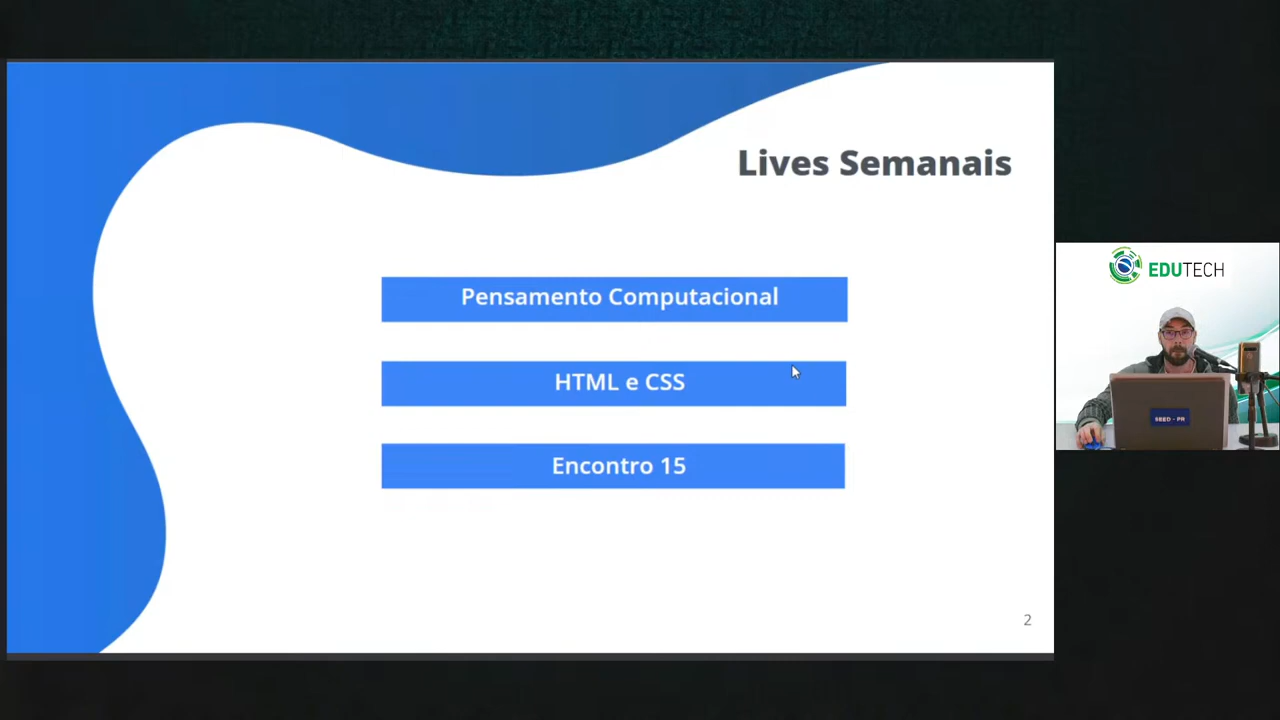 Lives Semanais
Pensamento Computacional
HTML e CSS
Encontro 15
2
EDUTECH
SEED - PR